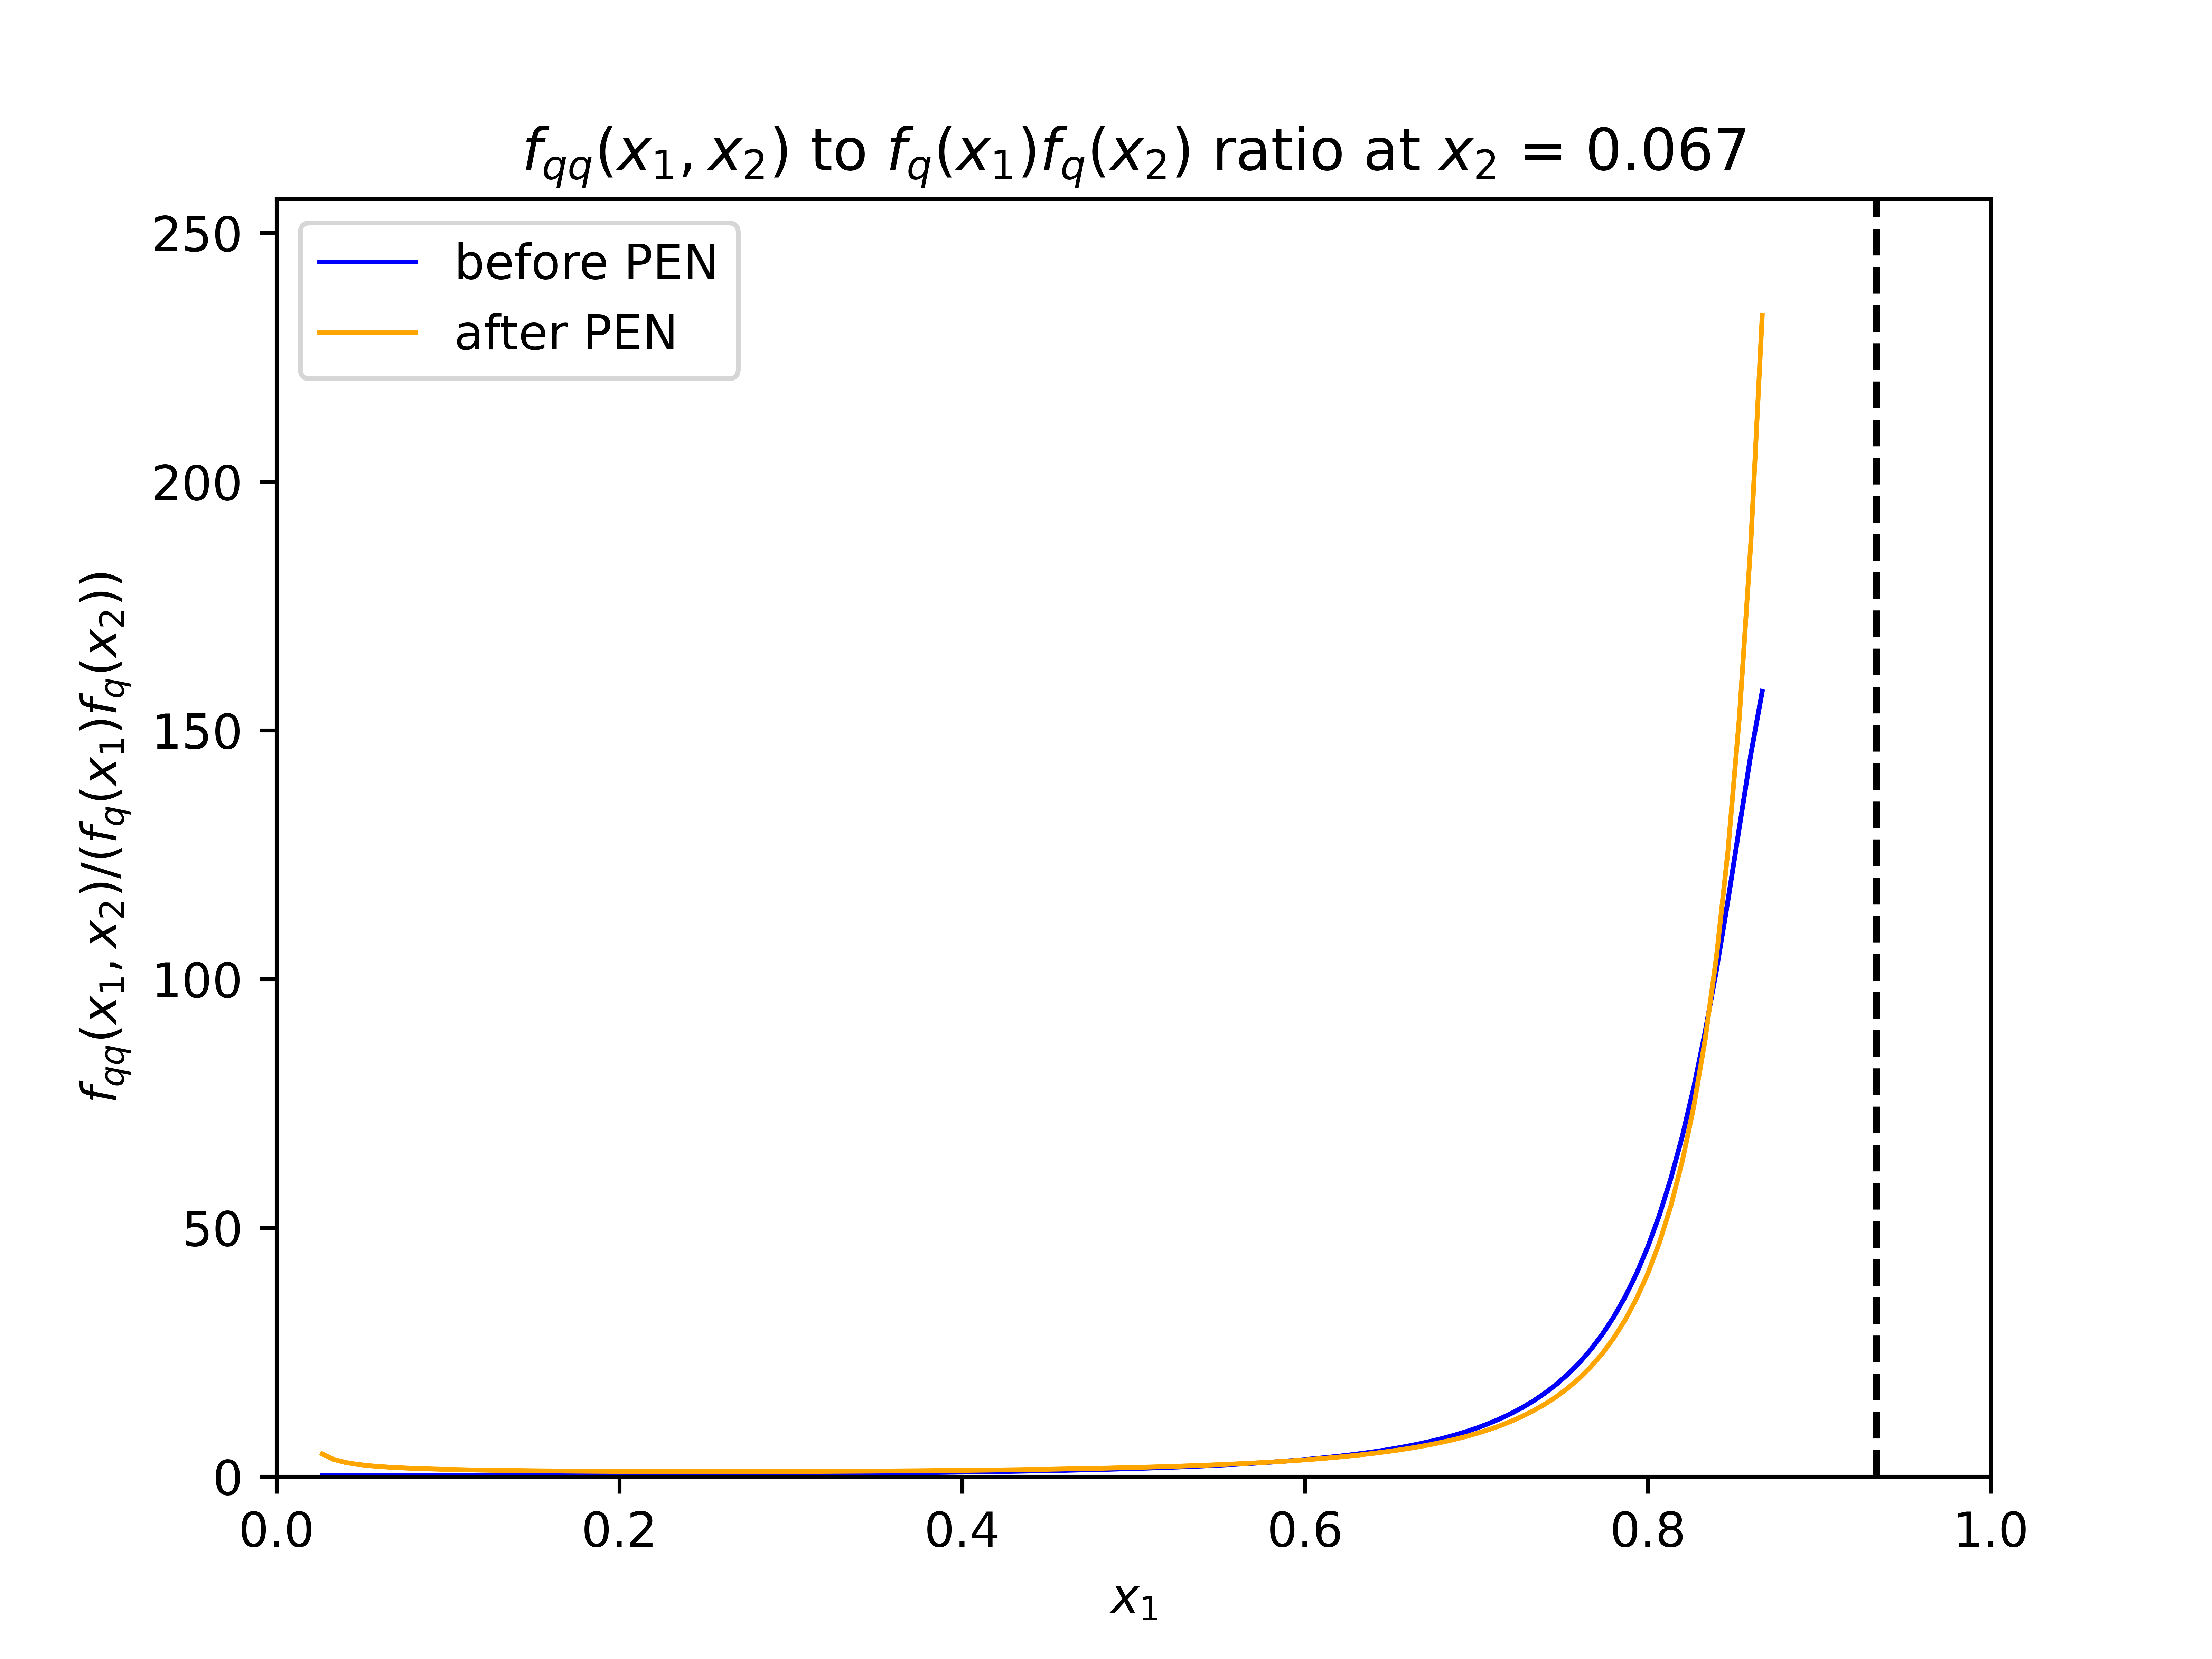 f_qq(x_1, x_2) to f_q(x_1)f_q(x_2) ratio at x_2 = 0.067
before PEN
after PEN
f_qq(x_1, x_2)/(f_q(x_1)f_q(x_2))
250
200
150
100
50
0
0.0 0.2 0.4 0.6 0.8 1.0
x_1